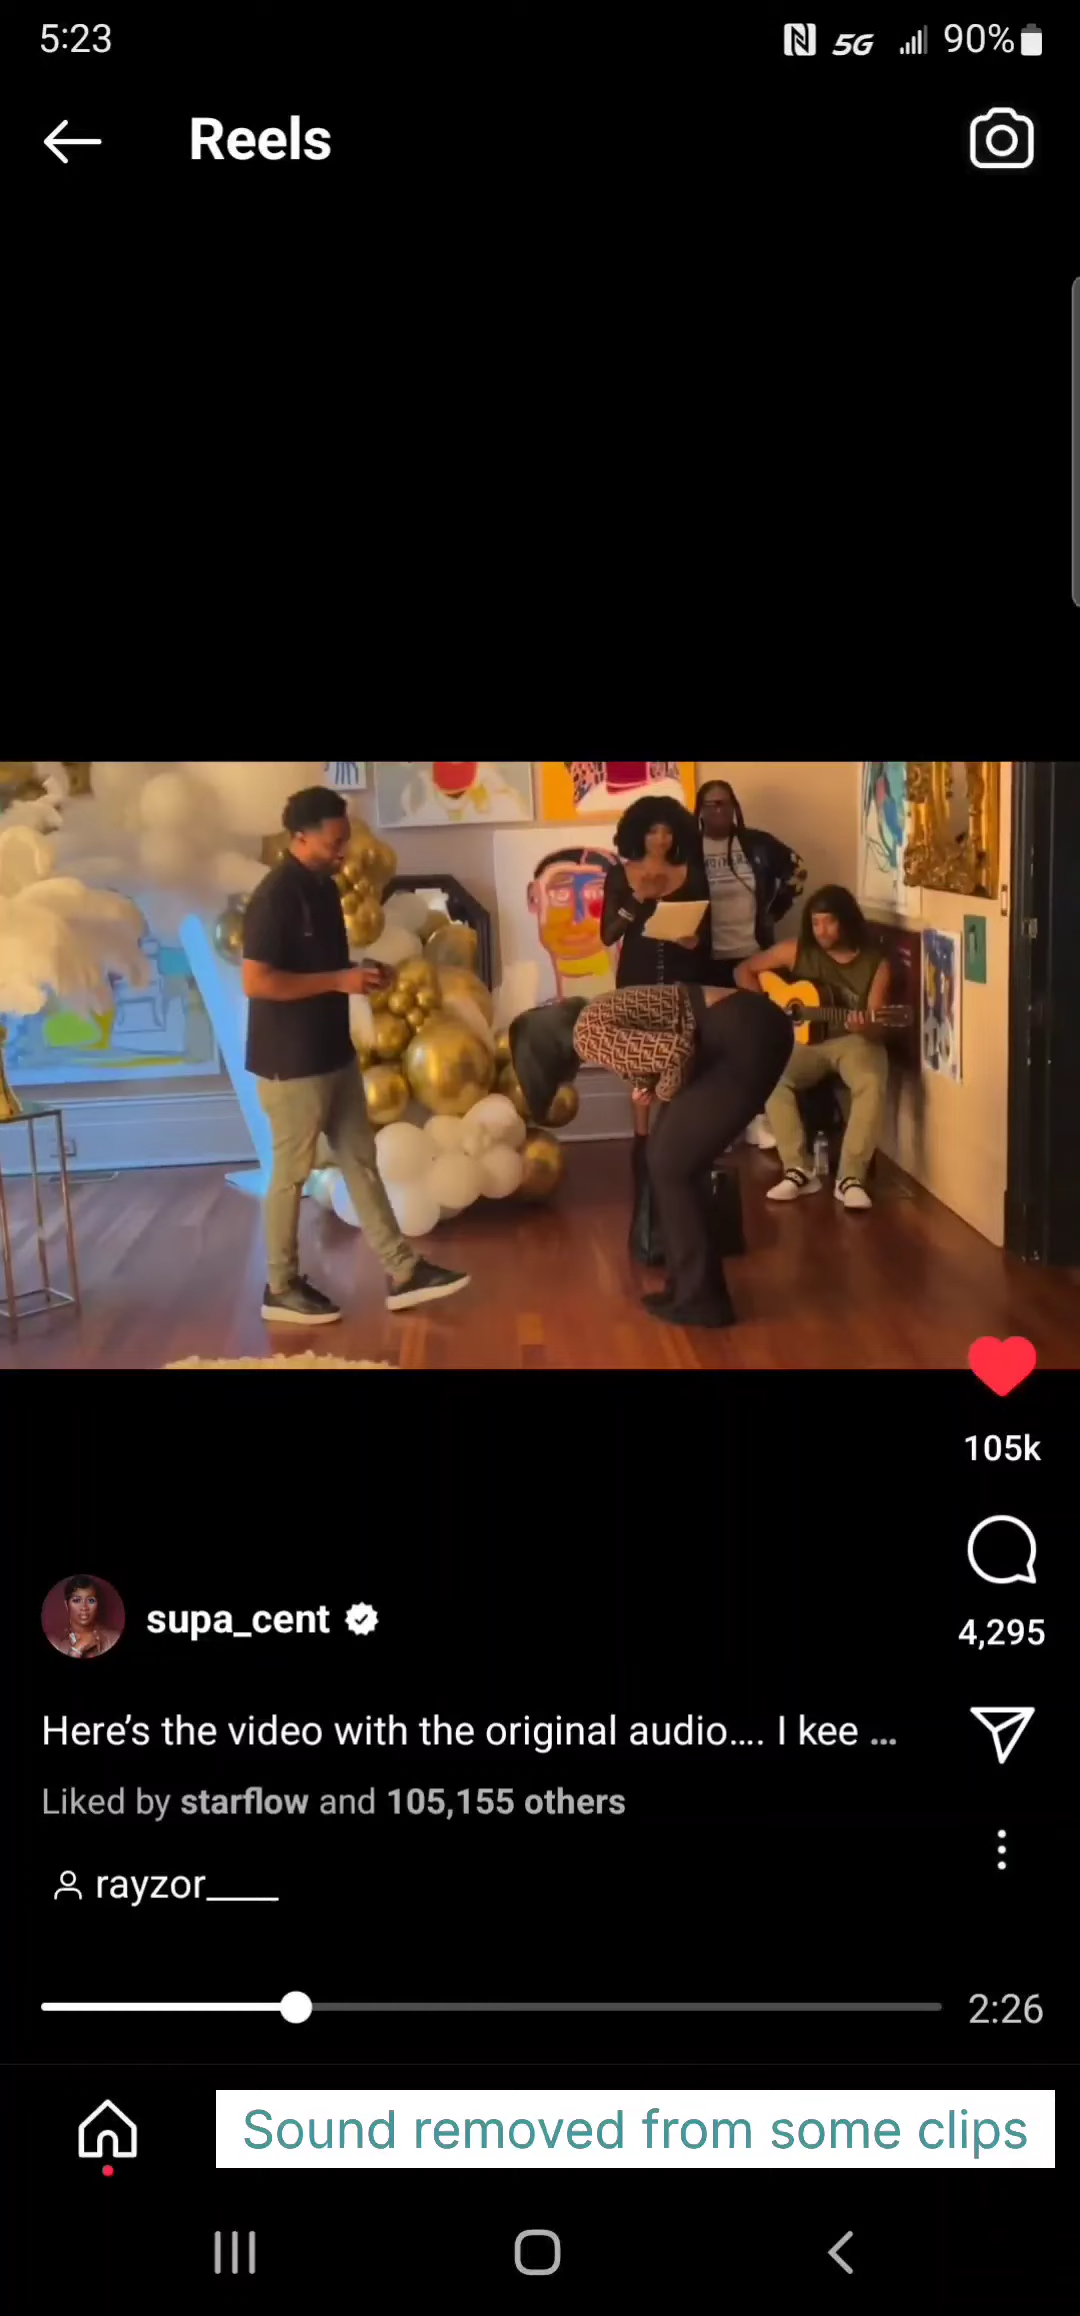 5:23
5G 90%
Reels
105k
4,295
supa_cent
Here’s the video with the original audio.... I kee ...
Liked by starflow and 105,155 others
rayzor____
2:26
Sound removed from some clips